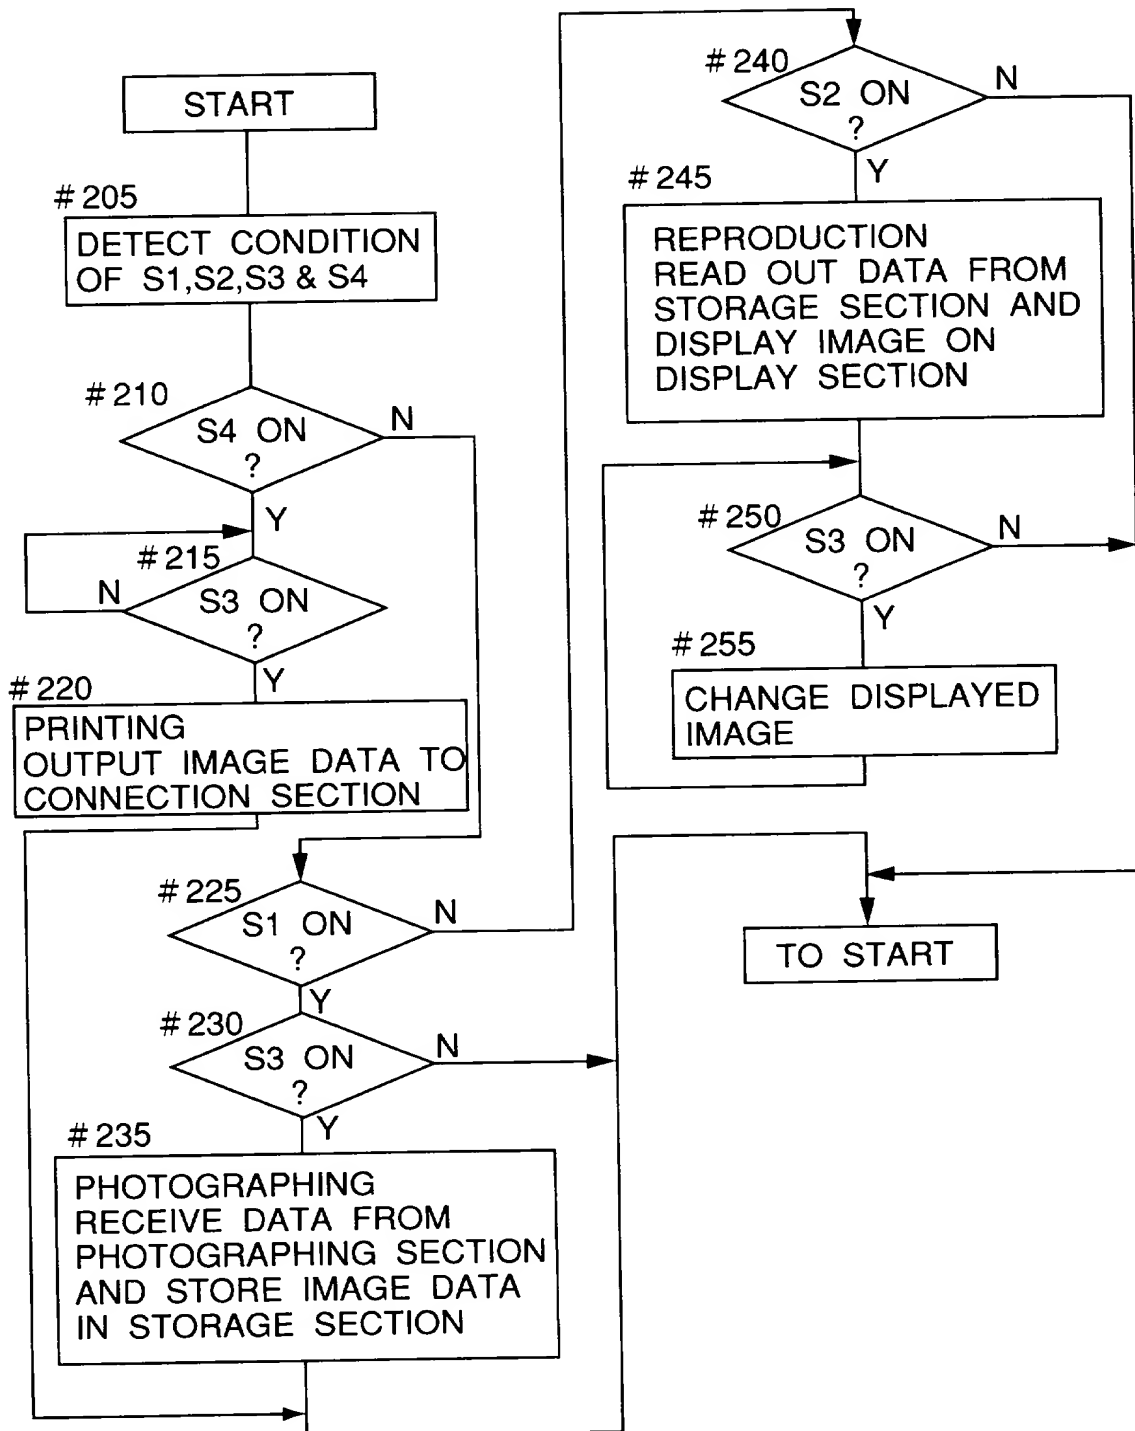 START
# 205
DETECT CONDITION
OF S1,S2,S3 & S4
# 210
S4 ON
?
N
Y
# 215
S3 ON
?
N
Y
# 220
PRINTING
OUTPUT IMAGE DATA TO
CONNECTION SECTION
# 225
S1 ON
?
N
Y
# 230
S3 ON
?
N
Y
# 235
PHOTOGRAPHING
RECEIVE DATA FROM
PHOTOGRAPHING SECTION
AND STORE IMAGE DATA
IN STORAGE SECTION
# 240
S2 ON
?
N
Y
# 245
REPRODUCTION
READ OUT DATA FROM
STORAGE SECTION AND
DISPLAY IMAGE ON
DISPLAY SECTION
# 250
S3 ON
?
N
Y
# 255
CHANGE DISPLAYED
IMAGE
TO START